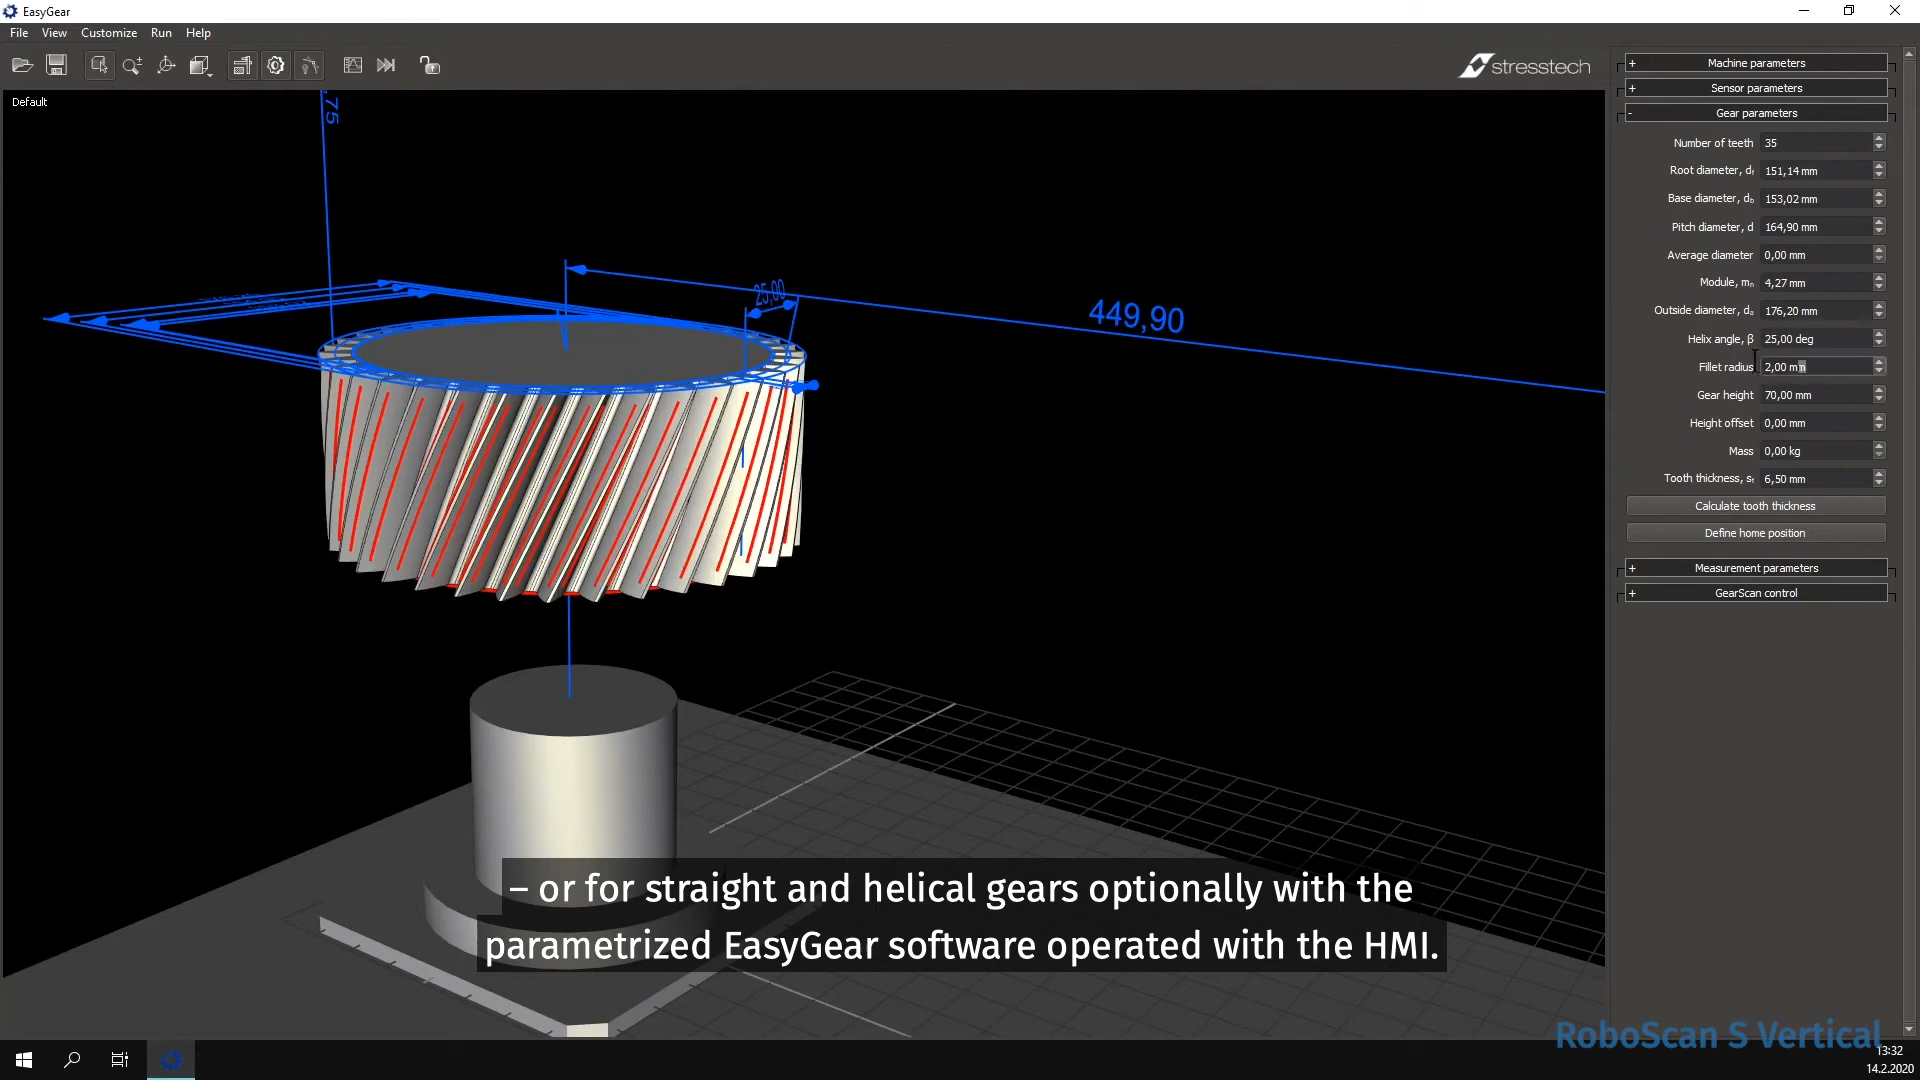 EasyGear
File View Customize Run Help
stresstech
Default
,75
25,00
449,90
+ Machine parameters
+ Sensor parameters
- Gear parameters
Number of teeth 35
Root diameter, df 151,14 mm
Base diameter, db 153,02 mm
Pitch diameter, d 164,90 mm
Average diameter 0,00 mm
Module, mn 4,27 mm
Outside diameter, da 176,20 mm
Helix angle, β 25,00 deg
Fillet radius 2,00 mm
Gear height 70,00 mm
Height offset 0,00 mm
Mass 0,00 kg
Tooth thickness, st 6,50 mm
Calculate tooth thickness
Define home position
+ Measurement parameters
+ GearScan control
– or for straight and helical gears optionally with the
parametrized EasyGear software operated with the HMI.
RoboScan S Vertical
13:32
14.2.2020